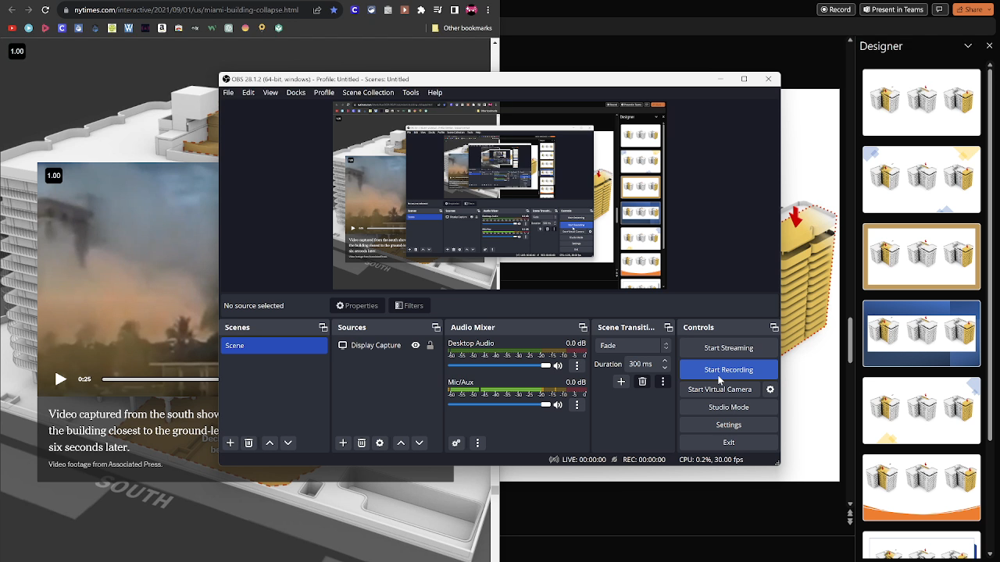 nytimes.com/interactive/2021/09/01/us/miami-building-collapse.html
Other bookmarks
1.00
1.00
0:25
Video captured from the south show
the building closest to the ground-le
six seconds later.
Video footage from Associated Press.
SOUTH
Record
Present in Teams
Share
Designer
OBS 28.1.2 (64-bit, windows) - Profile: Untitled - Scenes: Untitled
File Edit View Docks Profile Scene Collection Tools Help
No source selected
Properties
Filters
Scenes
Scene
Sources
Display Capture
Audio Mixer
Desktop Audio 0.0 dB
-60 -55 -50 -45 -40 -35 -30 -25 -20 -15 -10 -5 0
Mic/Aux 0.0 dB
-60 -55 -50 -45 -40 -35 -30 -25 -20 -15 -10 -5 0
Scene Transiti...
Fade
Duration 300 ms
Controls
Start Streaming
Start Recording
Start Virtual Camera
Studio Mode
Settings
Exit
LIVE: 00:00:00 REC: 00:00:00 CPU: 0.2%, 30.00 fps